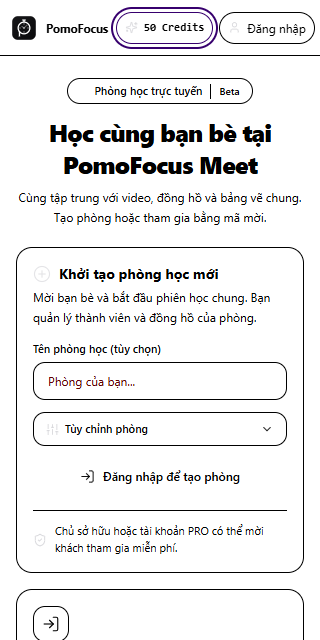 PomoFocus
50 Credits
Đăng nhập
Phòng học trực tuyến
Beta
Học cùng bạn bè tại
PomoFocus Meet
Cùng tập trung với video, đồng hồ và bảng vẽ chung.
Tạo phòng hoặc tham gia bằng mã mời.
Khởi tạo phòng học mới
Mời bạn bè và bắt đầu phiên học chung. Bạn
quản lý thành viên và đồng hồ của phòng.
Tên phòng học (tùy chọn)
Phòng của bạn...
Tùy chỉnh phòng
Đăng nhập để tạo phòng
Chủ sở hữu hoặc tài khoản PRO có thể mời
khách tham gia miễn phí.